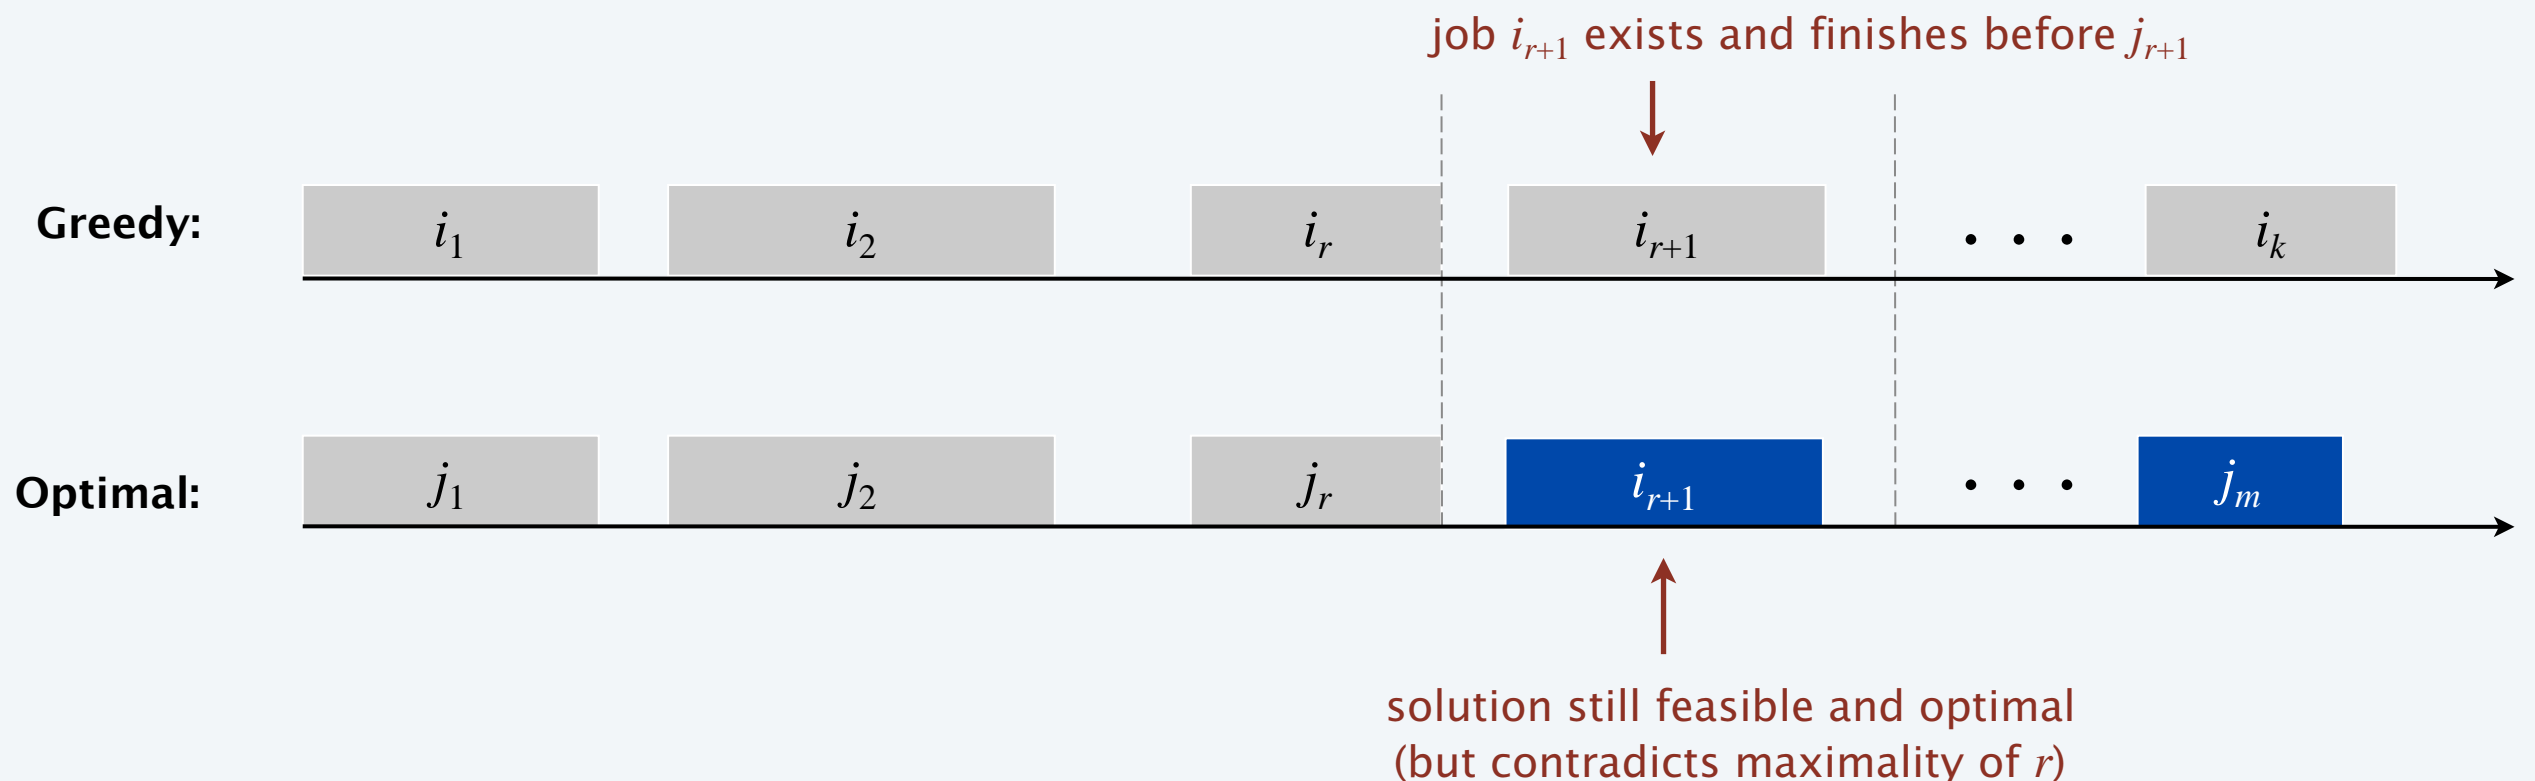 job i_{r+1} exists and finishes before j_{r+1}
Greedy: i_1 i_2 i_r i_{r+1} . . . i_k
Optimal: j_1 j_2 j_r i_{r+1} . . . j_m
solution still feasible and optimal
(but contradicts maximality of r)